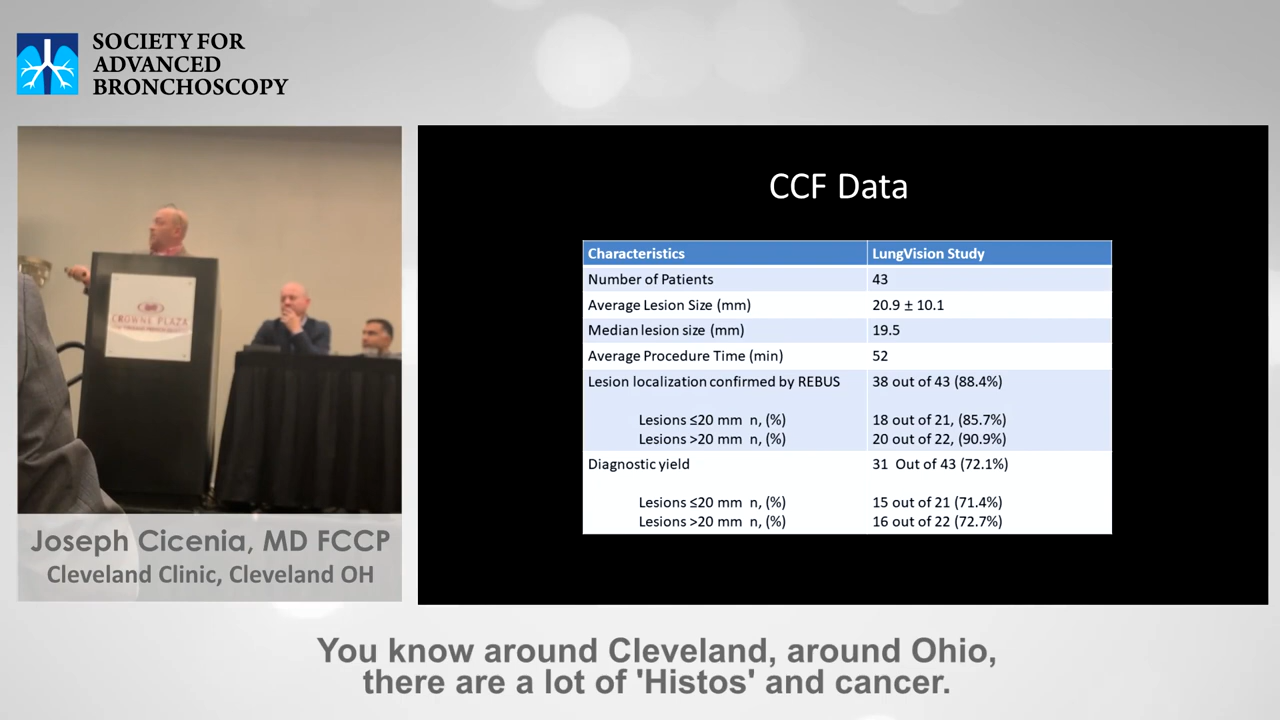 SOCIETY FOR
ADVANCED
BRONCHOSCOPY
CROWNE PLAZA
Joseph Cicenia, MD FCCP
Cleveland Clinic, Cleveland OH
CCF Data
Characteristics LungVision Study
Number of Patients 43
Average Lesion Size (mm) 20.9 ± 10.1
Median lesion size (mm) 19.5
Average Procedure Time (min) 52
Lesion localization confirmed by REBUS 38 out of 43 (88.4%)
Lesions ≤20 mm n, (%) 18 out of 21, (85.7%)
Lesions >20 mm n, (%) 20 out of 22, (90.9%)
Diagnostic yield 31 Out of 43 (72.1%)
Lesions ≤20 mm n, (%) 15 out of 21 (71.4%)
Lesions >20 mm n, (%) 16 out of 22 (72.7%)
You know around Cleveland, around Ohio,
there are a lot of 'Histos' and cancer.